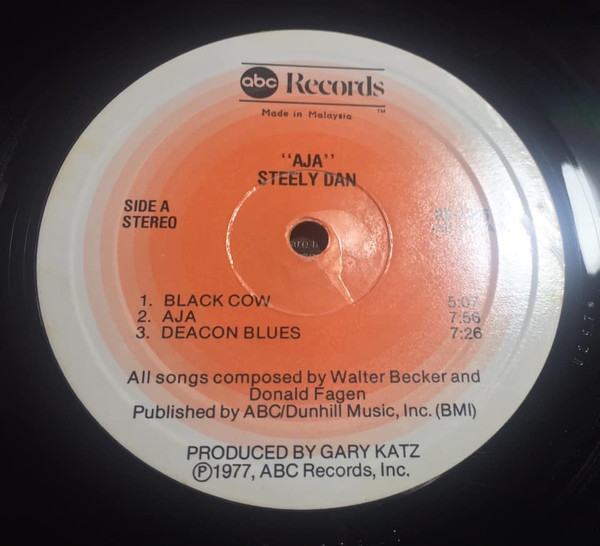 abc Records
Made in Malaysia TM
"AJA"
STEELY DAN
SIDE A
STEREO
1. BLACK COW 5:07
2. AJA 7:56
3. DEACON BLUES 7:26
All songs composed by Walter Becker and
Donald Fagen
Published by ABC/Dunhill Music, Inc. (BMI)
PRODUCED BY GARY KATZ
Ⓟ1977, ABC Records, Inc.